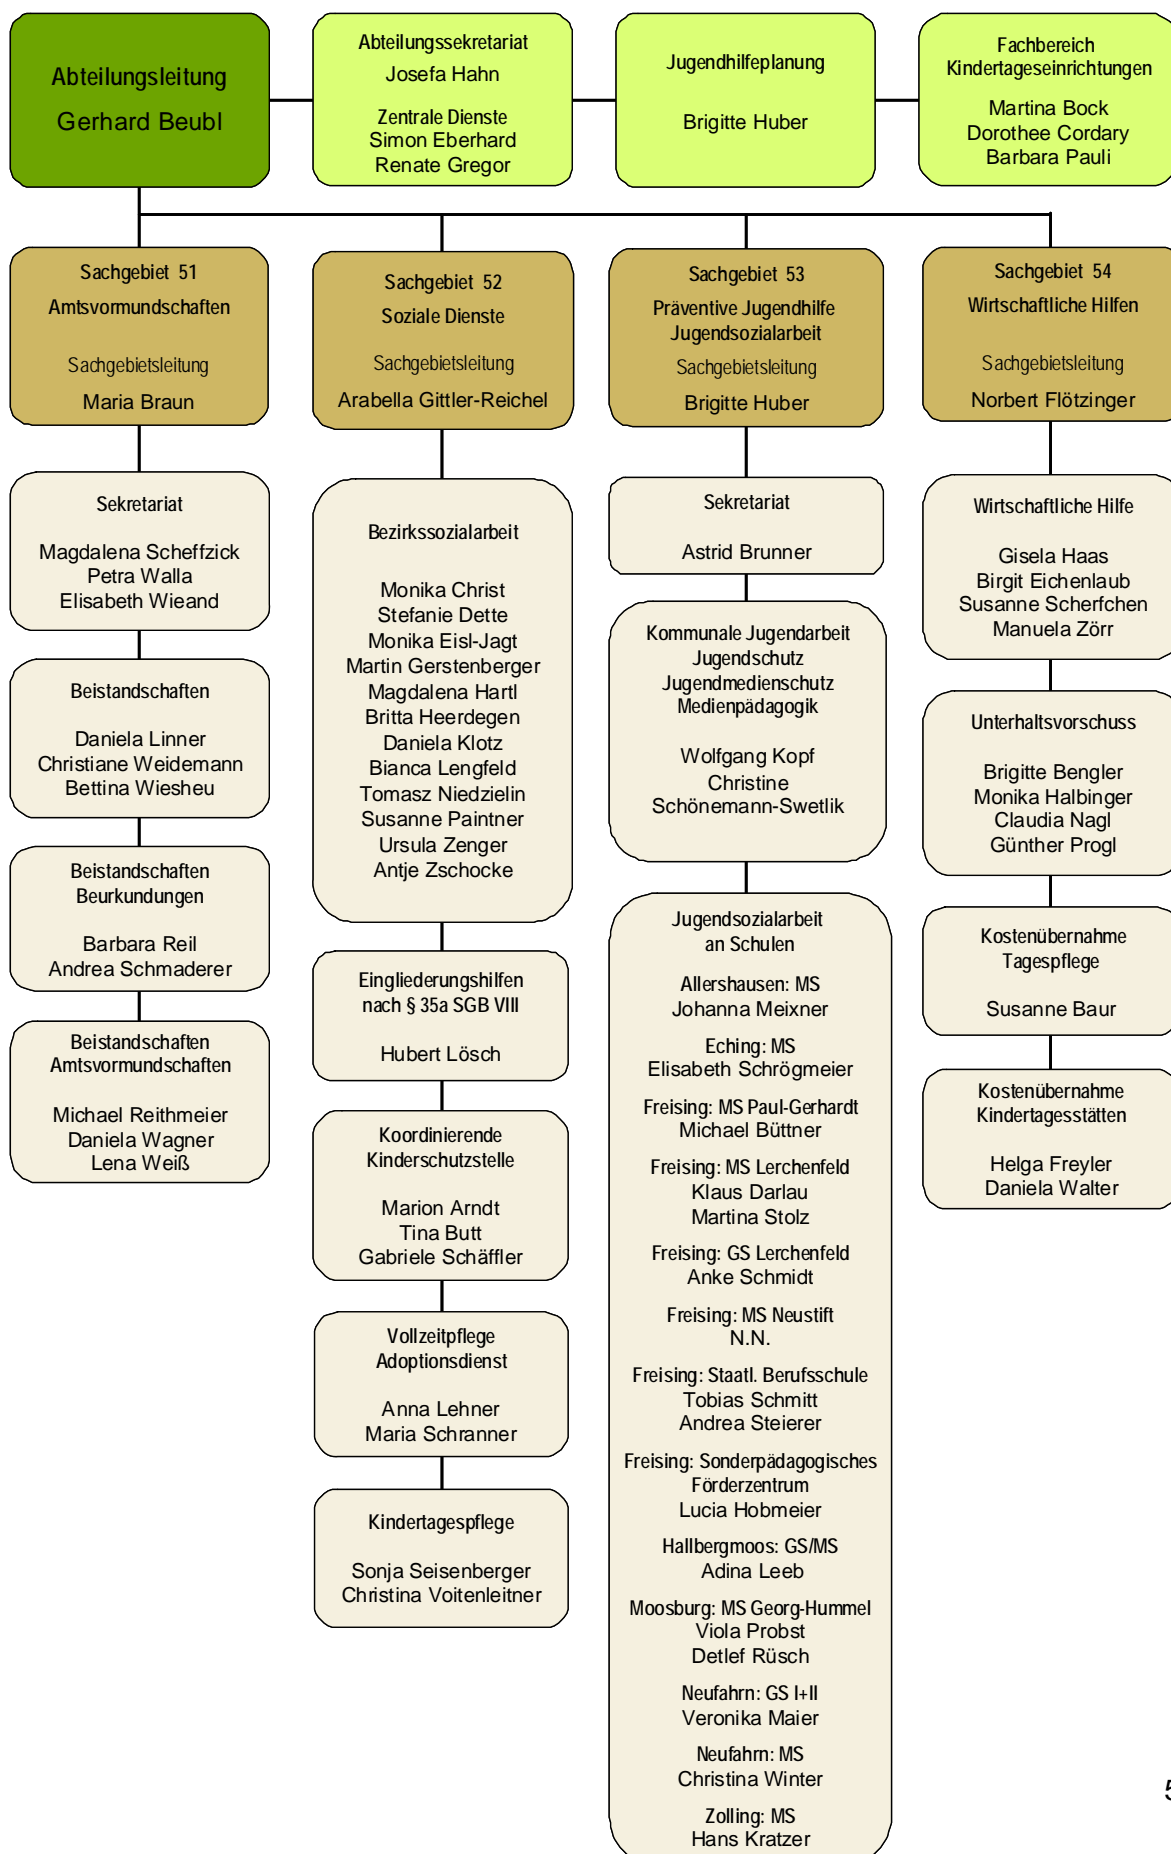 Abteilungsleitung
Gerhard Beubl
Abteilungssekretariat
Josefa Hahn
Zentrale Dienste
Simon Eberhard
Renate Gregor
Jugendhilfeplanung
Brigitte Huber
Fachbereich
Kindertageseinrichtungen
Martina Bock
Dorothee Cordary
Barbara Pauli
Sachgebiet 51
Amtsvormundschaften
Sachgebietsleitung
Maria Braun
Sekretariat
Magdalena Scheffzick
Petra Walla
Elisabeth Wieand
Beistandschaften
Daniela Linner
Christiane Weidemann
Bettina Wiesheu
Beistandschaften
Beurkundungen
Barbara Reil
Andrea Schmaderer
Beistandschaften
Amtsvormundschaften
Michael Reithmeier
Daniela Wagner
Lena Weiß
Sachgebiet 52
Soziale Dienste
Sachgebietsleitung
Arabella Gittler-Reichel
Bezirkssozialarbeit
Monika Christ
Stefanie Dette
Monika Eisl-Jagt
Martin Gerstenberger
Magdalena Hartl
Britta Heerdegen
Daniela Klotz
Bianca Lengfeld
Tomasz Niedzielin
Susanne Paintner
Ursula Zenger
Antje Zschocke
Eingliederungshilfen
nach § 35a SGB VIII
Hubert Lösch
Koordinierende
Kinderschutzstelle
Marion Arndt
Tina Butt
Gabriele Schäffler
Vollzeitpflege
Adoptionsdienst
Anna Lehner
Maria Schranner
Kindertagespflege
Sonja Seisenberger
Christina Voitenleitner
Sachgebiet 53
Präventive Jugendhilfe
Jugendsozialarbeit
Sachgebietsleitung
Brigitte Huber
Sekretariat
Astrid Brunner
Kommunale Jugendarbeit
Jugendschutz
Jugendmedienschutz
Medienpädagogik
Wolfgang Kopf
Christine
Schönemann-Swetlik
Jugendsozialarbeit
an Schulen
Allershausen: MS
Johanna Meixner
Eching: MS
Elisabeth Schrögmeier
Freising: MS Paul-Gerhardt
Michael Büttner
Freising: MS Lerchenfeld
Klaus Darlau
Martina Stolz
Freising: GS Lerchenfeld
Anke Schmidt
Freising: MS Neustift
N.N.
Freising: Staatl. Berufsschule
Tobias Schmitt
Andrea Steierer
Freising: Sonderpädagogisches
Förderzentrum
Lucia Hobmeier
Hallbergmoos: GS/MS
Adina Leeb
Moosburg: MS Georg-Hummel
Viola Probst
Detlef Rüsch
Neufahrn: GS I+II
Veronika Maier
Neufahrn: MS
Christina Winter
Zolling: MS
Hans Kratzer
Sachgebiet 54
Wirtschaftliche Hilfen
Sachgebietsleitung
Norbert Flötzinger
Wirtschaftliche Hilfe
Gisela Haas
Birgit Eichenlaub
Susanne Scherfchen
Manuela Zörr
Unterhaltsvorschuss
Brigitte Bengler
Monika Halbinger
Claudia Nagl
Günther Progl
Kostenübernahme
Tagespflege
Susanne Baur
Kostenübernahme
Kindertagesstätten
Helga Freyler
Daniela Walter
5